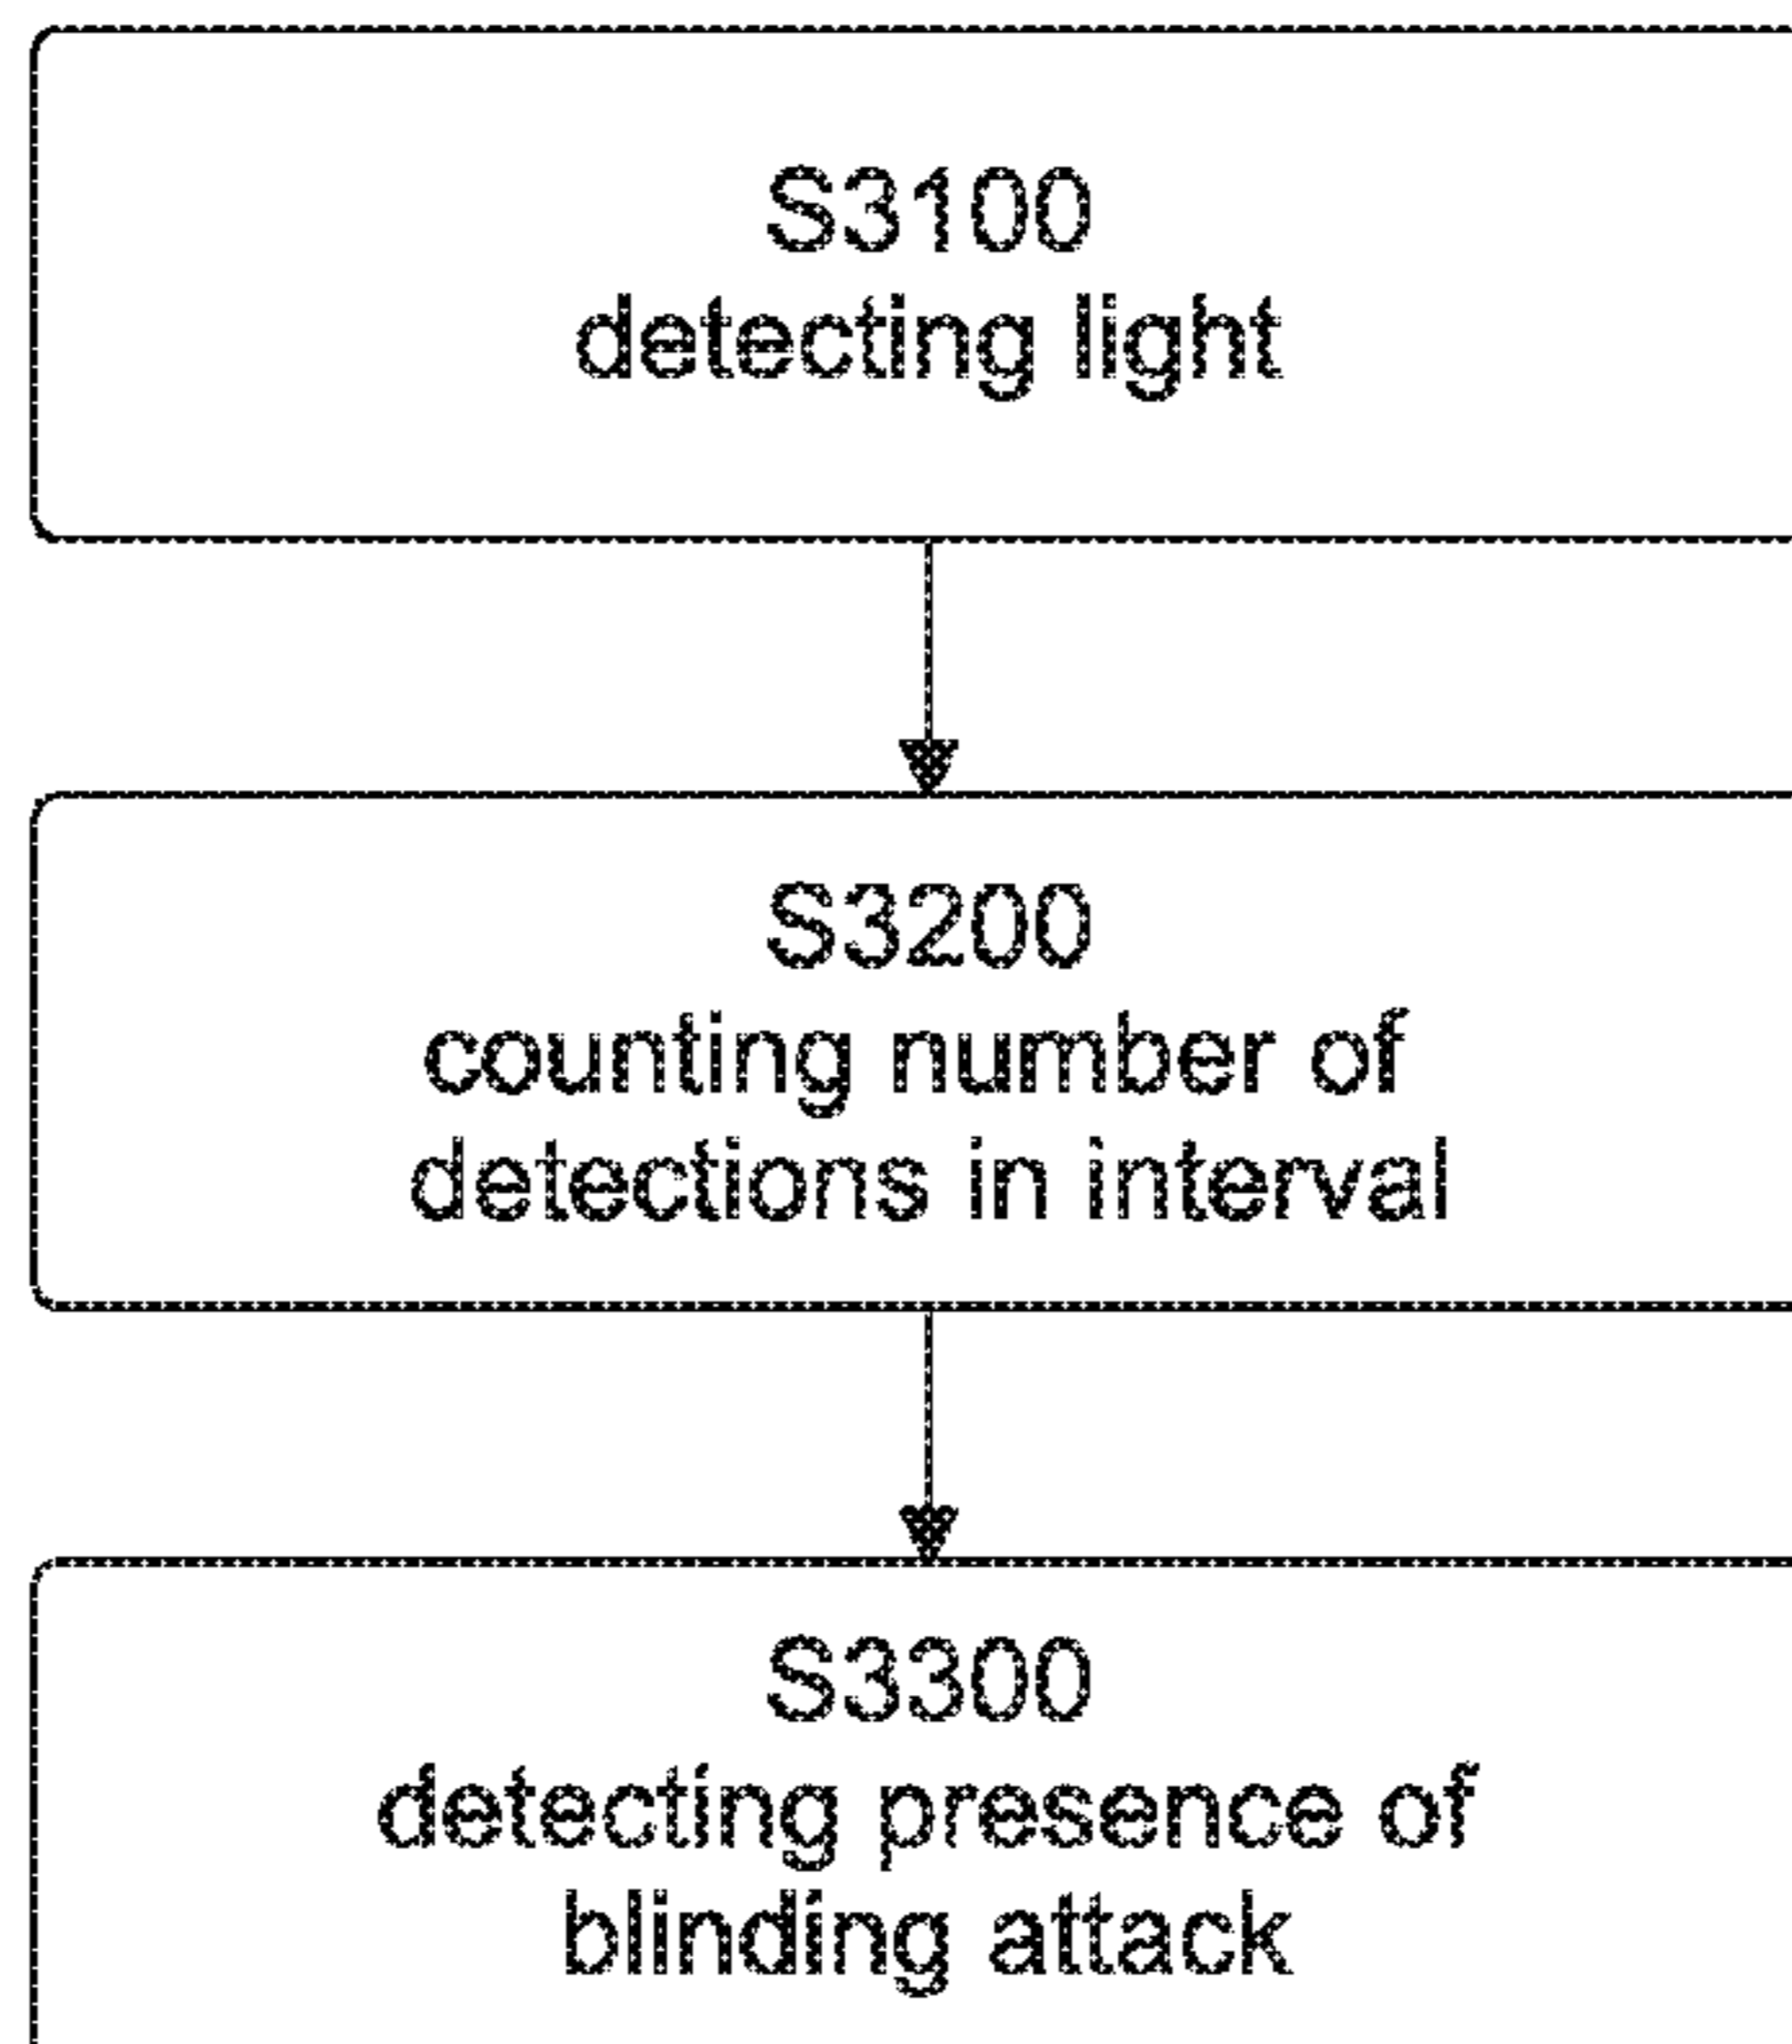 S3100
detecting light
S3200
counting number of
detections in interval
S3300
detecting presence of
blinding attack